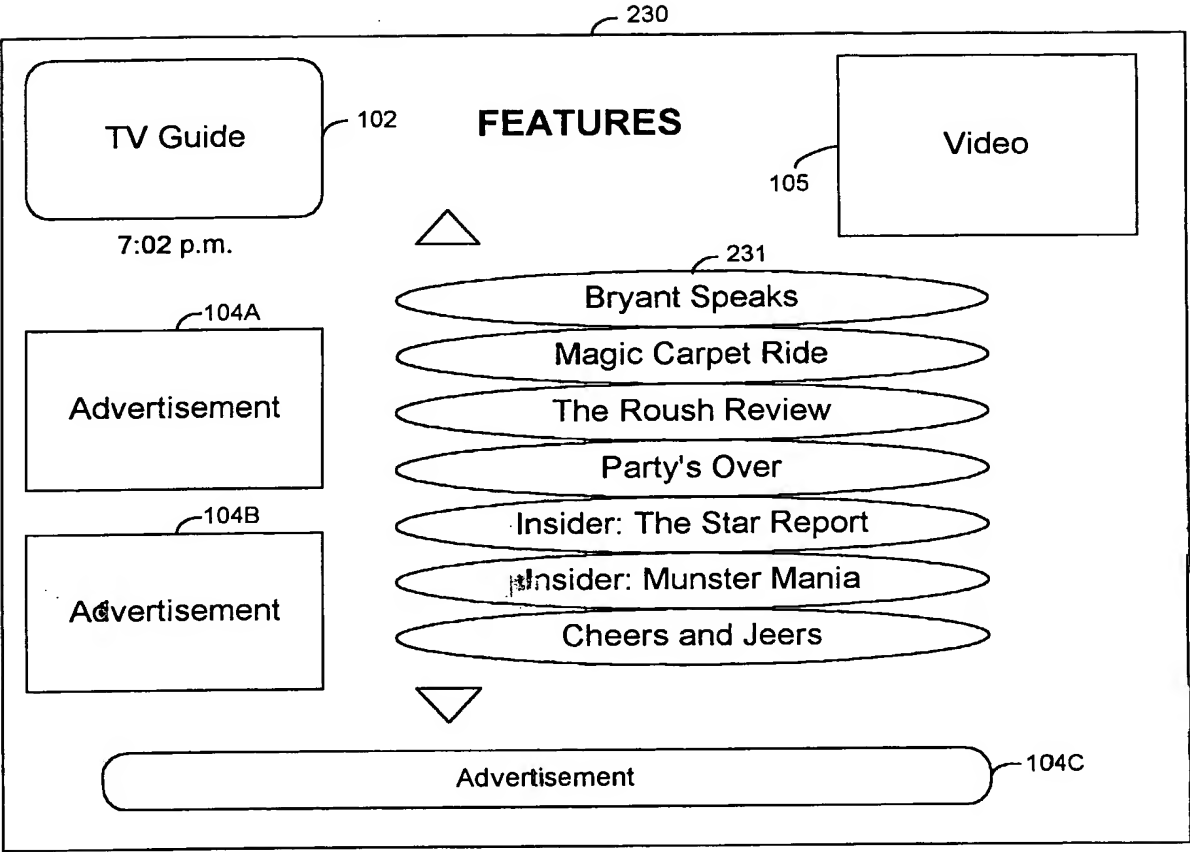 230
TV Guide
102
FEATURES
Video
105
7:02 p.m.
231
Bryant Speaks
104A
Magic Carpet Ride
Advertisement
The Roush Review
Party's Over
104B
Insider: The Star Report
Advertisement
Insider: Munster Mania
Cheers and Jeers
Advertisement
104C